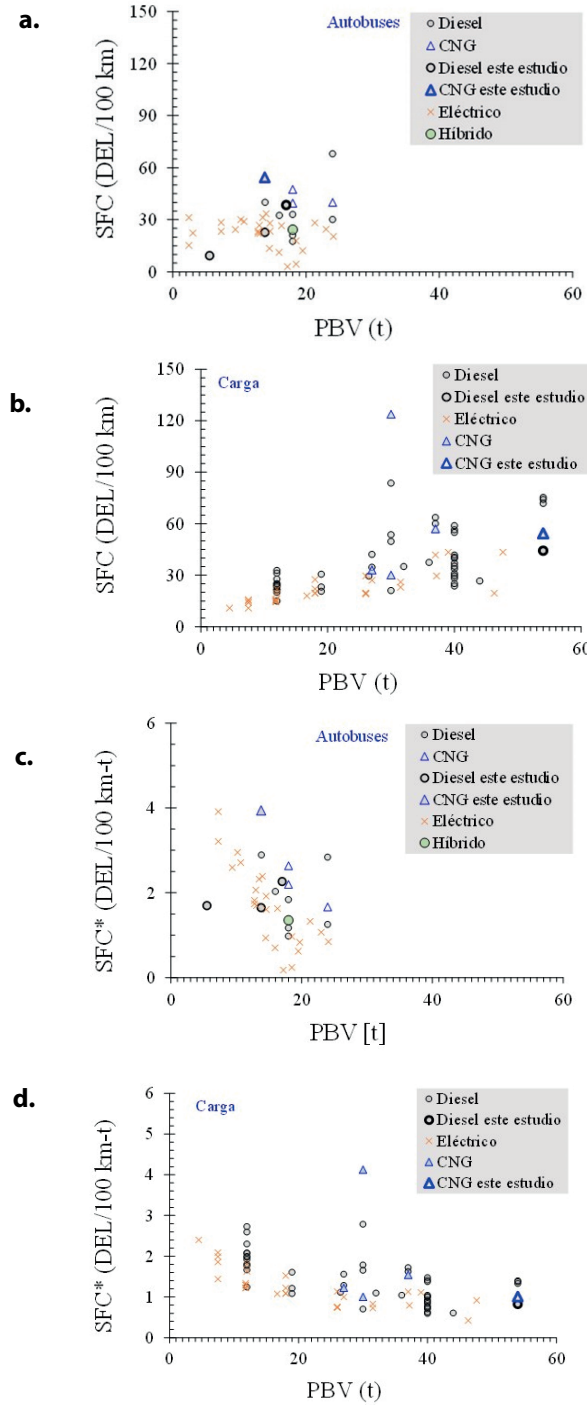 a.
Autobuses
Diesel
CNG
Diesel este estudio
CNG este estudio
Eléctrico
Híbrido
SFC (DEL/100 km)
150
120
90
60
30
0
0 20 40 60
PBV (t)
b.
Carga
Diesel
Diesel este estudio
Eléctrico
CNG
CNG este estudio
SFC (DEL/100 km)
150
120
90
60
30
0
0 20 40 60
PBV (t)
c.
Autobuses
Diesel
CNG
Diesel este estudio
CNG este estudio
Eléctrico
Híbrido
SFC* (DEL/100 km-t)
6
4
2
0
0 20 40 60
PBV [t]
d.
Carga
Diesel
Diesel este estudio
Eléctrico
CNG
CNG este estudio
SFC* (DEL/100 km-t)
6
5
4
3
2
1
0
0 20 40 60
PBV (t)